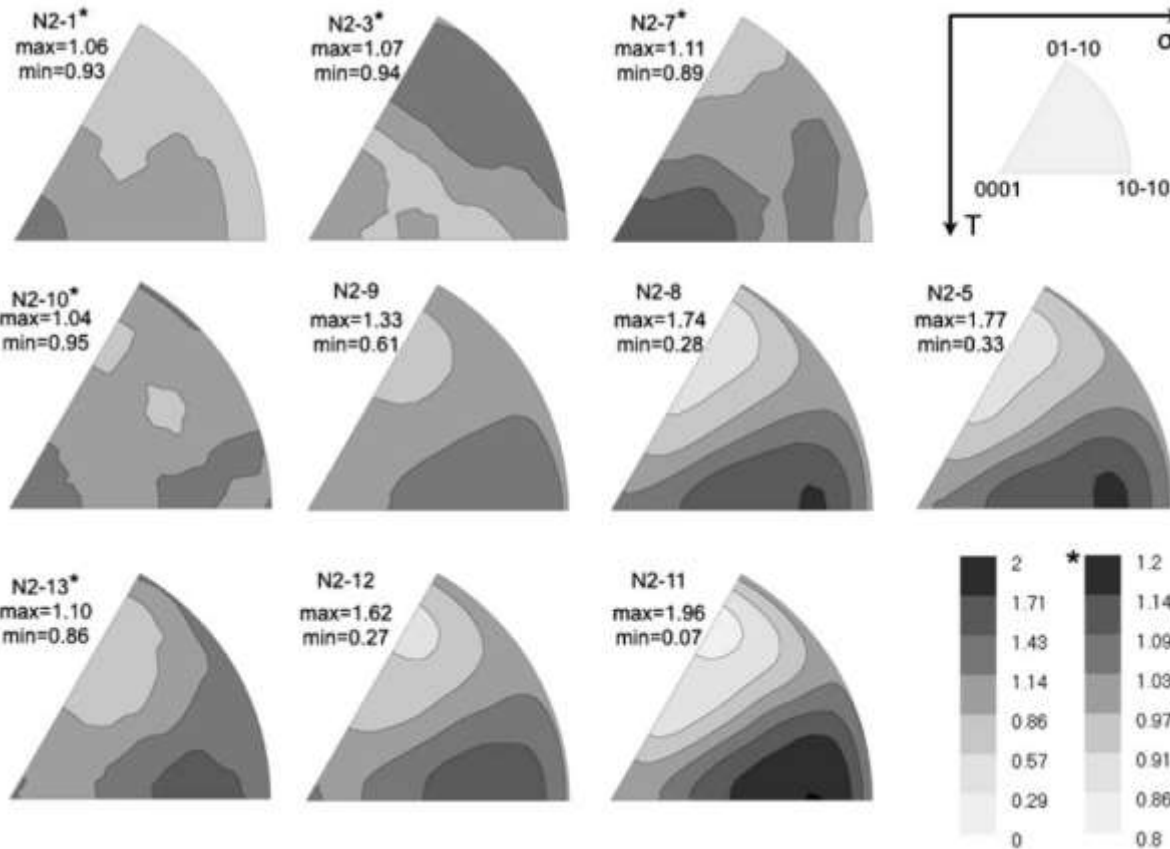 N2-1*
max=1.06
min=0.93
N2-3*
max=1.07
min=0.94
N2-7*
max=1.11
min=0.89
σ
01-10
0001
10-10
T
N2-10*
max=1.04
min=0.95
N2-9
max=1.33
min=0.61
N2-8
max=1.74
min=0.28
N2-5
max=1.77
min=0.33
N2-13*
max=1.10
min=0.86
N2-12
max=1.62
min=0.27
N2-11
max=1.96
min=0.07
2
1.71
1.43
1.14
0.86
0.57
0.29
0
*
1.2
1.14
1.09
1.03
0.97
0.91
0.86
0.8